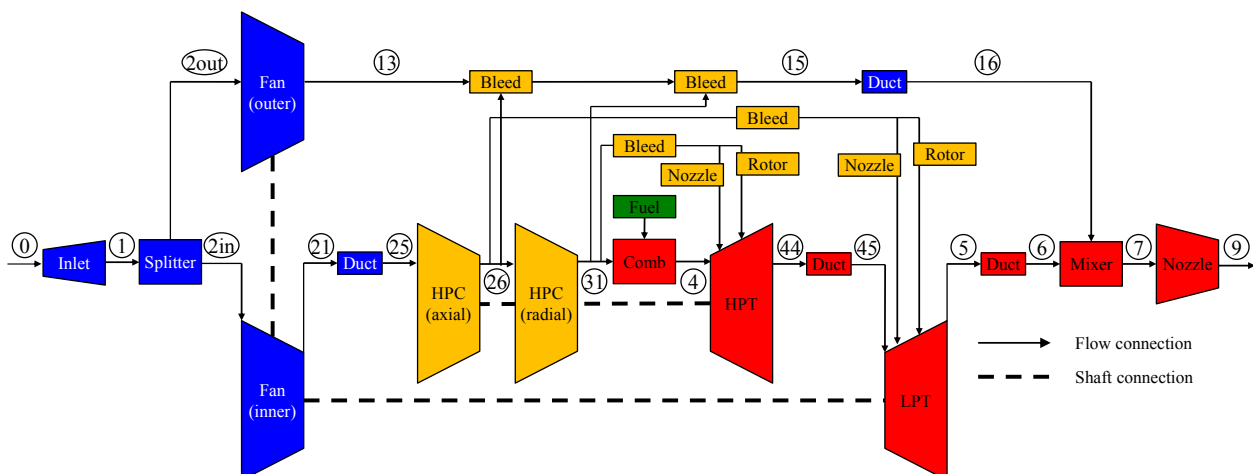 2out
Fan
(outer)
13
Bleed
Bleed
15
Duct
16
Bleed
Bleed
Nozzle
Rotor
Nozzle
Rotor
Fuel
0
Inlet
1
Splitter
2in
21
Duct
25
HPC
(axial)
26
HPC
(radial)
31
Comb
4
HPT
44
Duct
45
5
Duct
6
Mixer
7
Nozzle
9
Fan
(inner)
LPT
Flow connection
Shaft connection